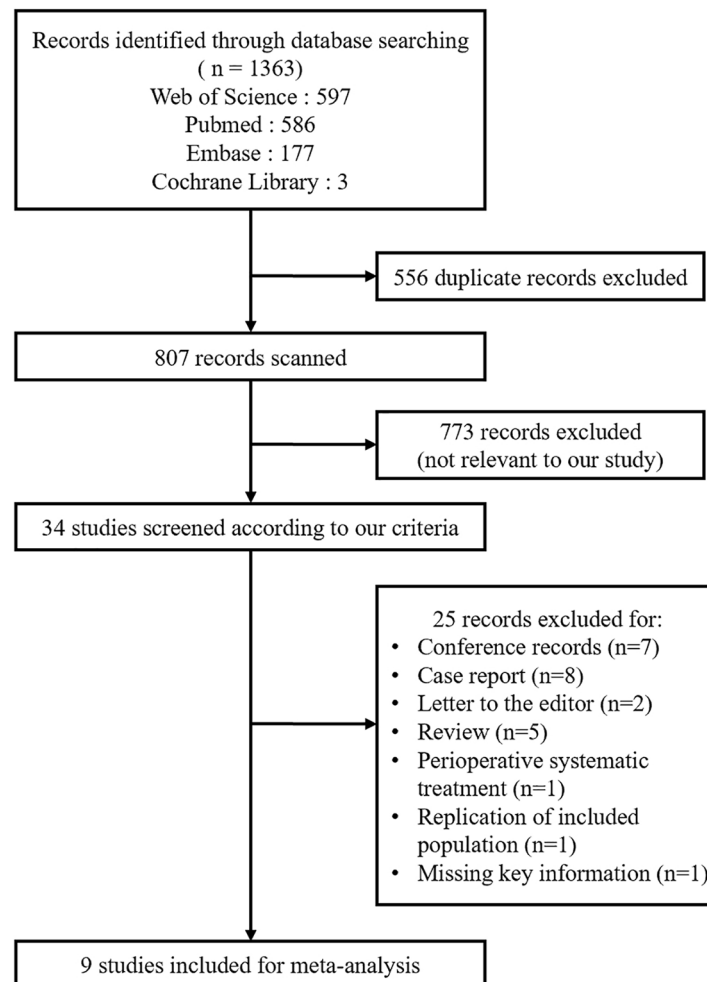 Records identified through database searching
( n = 1363)
Web of Science : 597
Pubmed : 586
Embase : 177
Cochrane Library : 3
556 duplicate records excluded
807 records scanned
773 records excluded
(not relevant to our study)
34 studies screened according to our criteria
25 records excluded for:
• Conference records (n=7)
• Case report (n=8)
• Letter to the editor (n=2)
• Review (n=5)
• Perioperative systematic
treatment (n=1)
• Replication of included
population (n=1)
• Missing key information (n=1)
9 studies included for meta-analysis